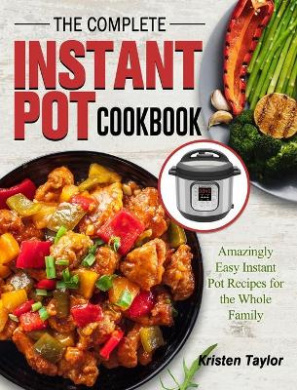 THE COMPLETE
INSTANT
POT COOKBOOK
Amazingly
Easy Instant
Pot Recipes for
the Whole
Family
Kristen Taylor